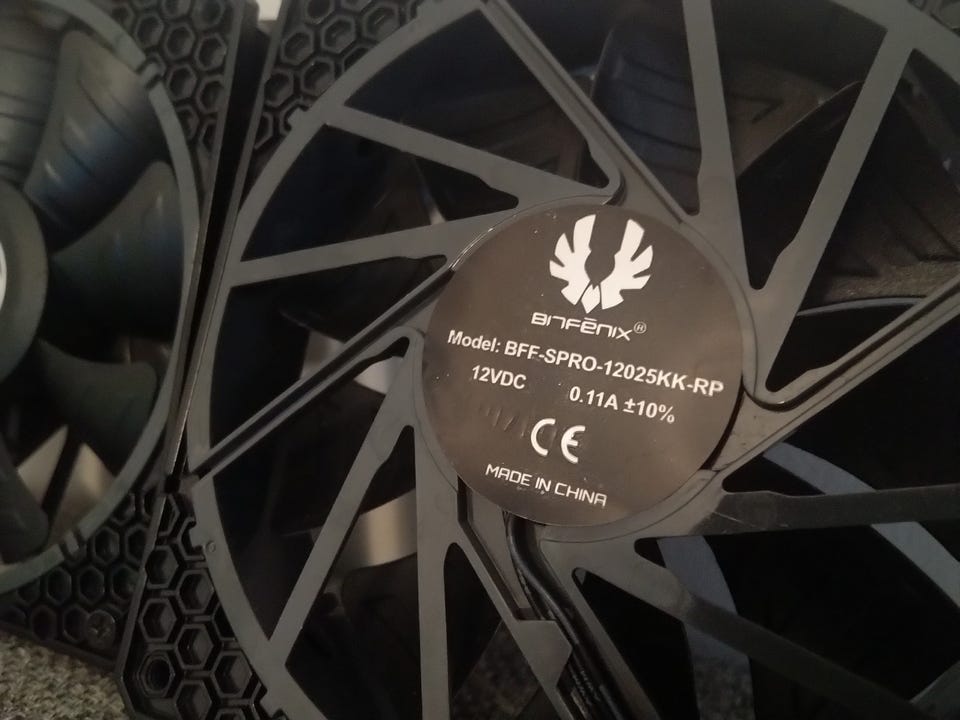 BITFENIX®
Model: BFF-SPRO-12025KK-RP
12VDC 0.11A ±10%
CE
MADE IN CHINA